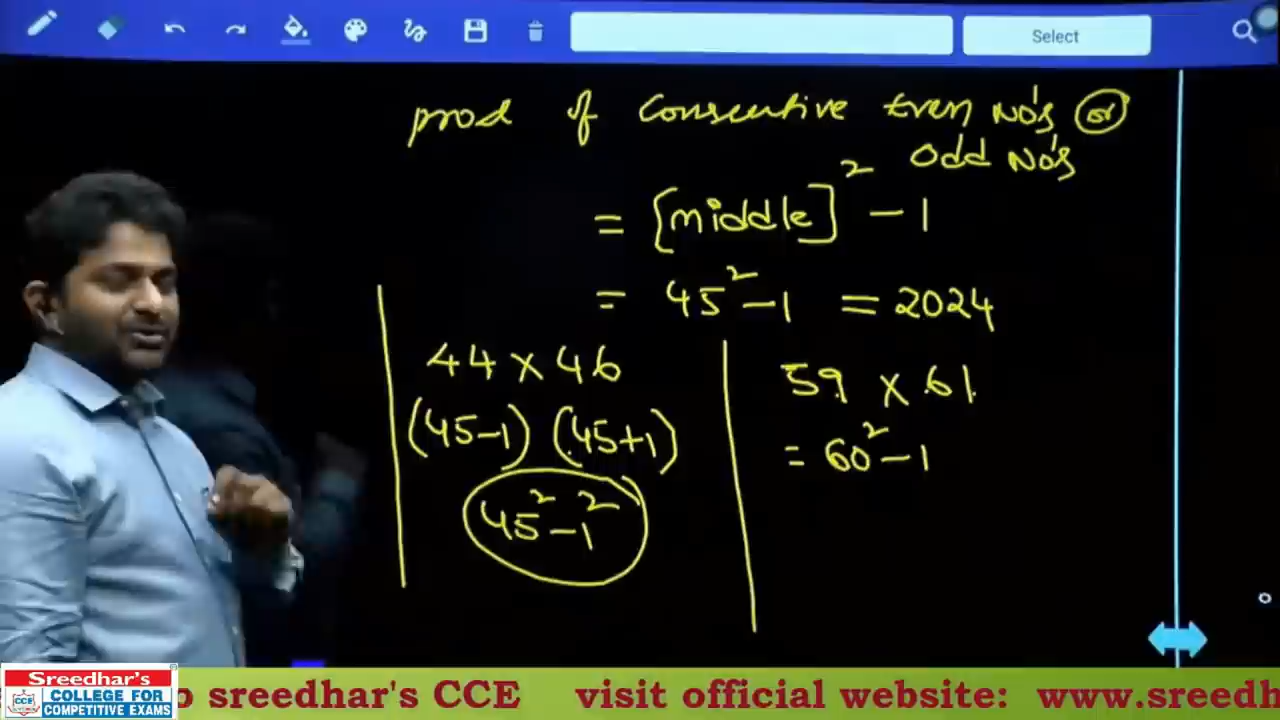 Select
prod of Consecutive Even No's or
Odd No's
= [middle]² - 1
= 45² - 1 = 2024
44 × 46
(45-1) (45+1)
45² - 1²
59 × 61
= 60² - 1
Sreedhar's
CCE
COLLEGE FOR
COMPETITIVE EXAMS
o sreedhar's CCE visit official website: www.sreedh